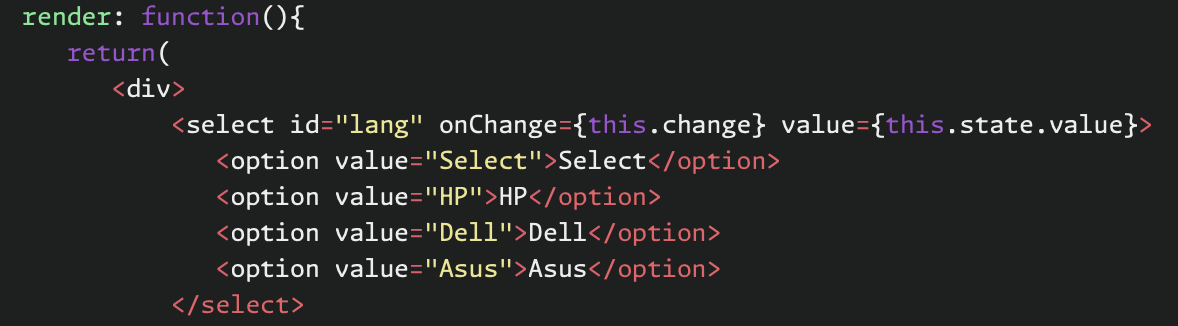 render: function(){
return(
<div>
<select id="lang" onChange={this.change} value={this.state.value}>
<option value="Select">Select</option>
<option value="HP">HP</option>
<option value="Dell">Dell</option>
<option value="Asus">Asus</option>
</select>